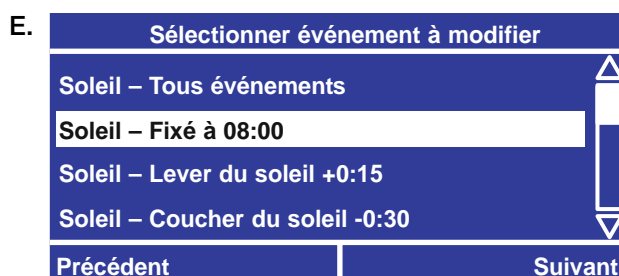 E.
Sélectionner événement à modifier
Soleil – Tous événements
Soleil – Fixé à 08:00
Soleil – Lever du soleil +0:15
Soleil – Coucher du soleil -0:30
Précédent Suivant